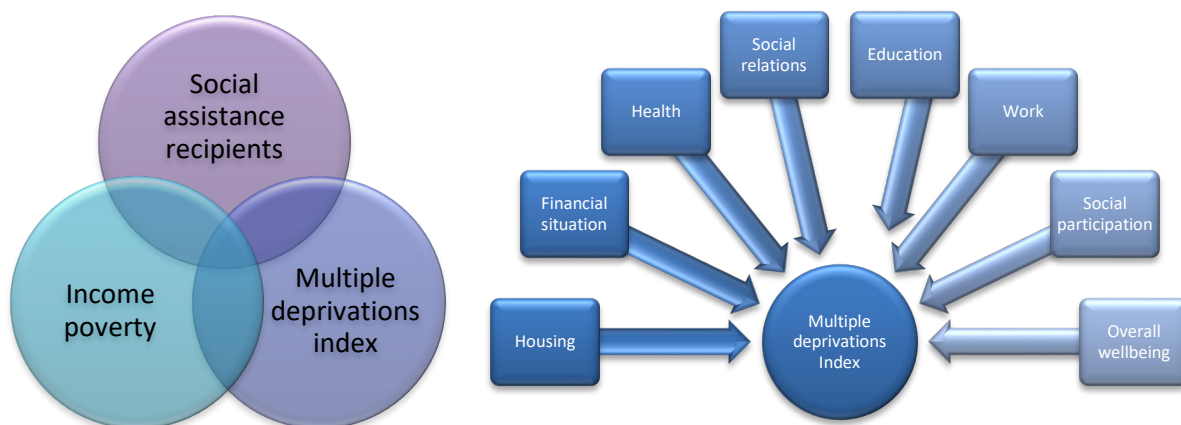 Social
assistance
recipients
Income
poverty
Multiple
deprivations
index
Social
relations
Education
Health
Work
Financial
situation
Social
participation
Housing
Multiple
deprivations
Index
Overall
wellbeing